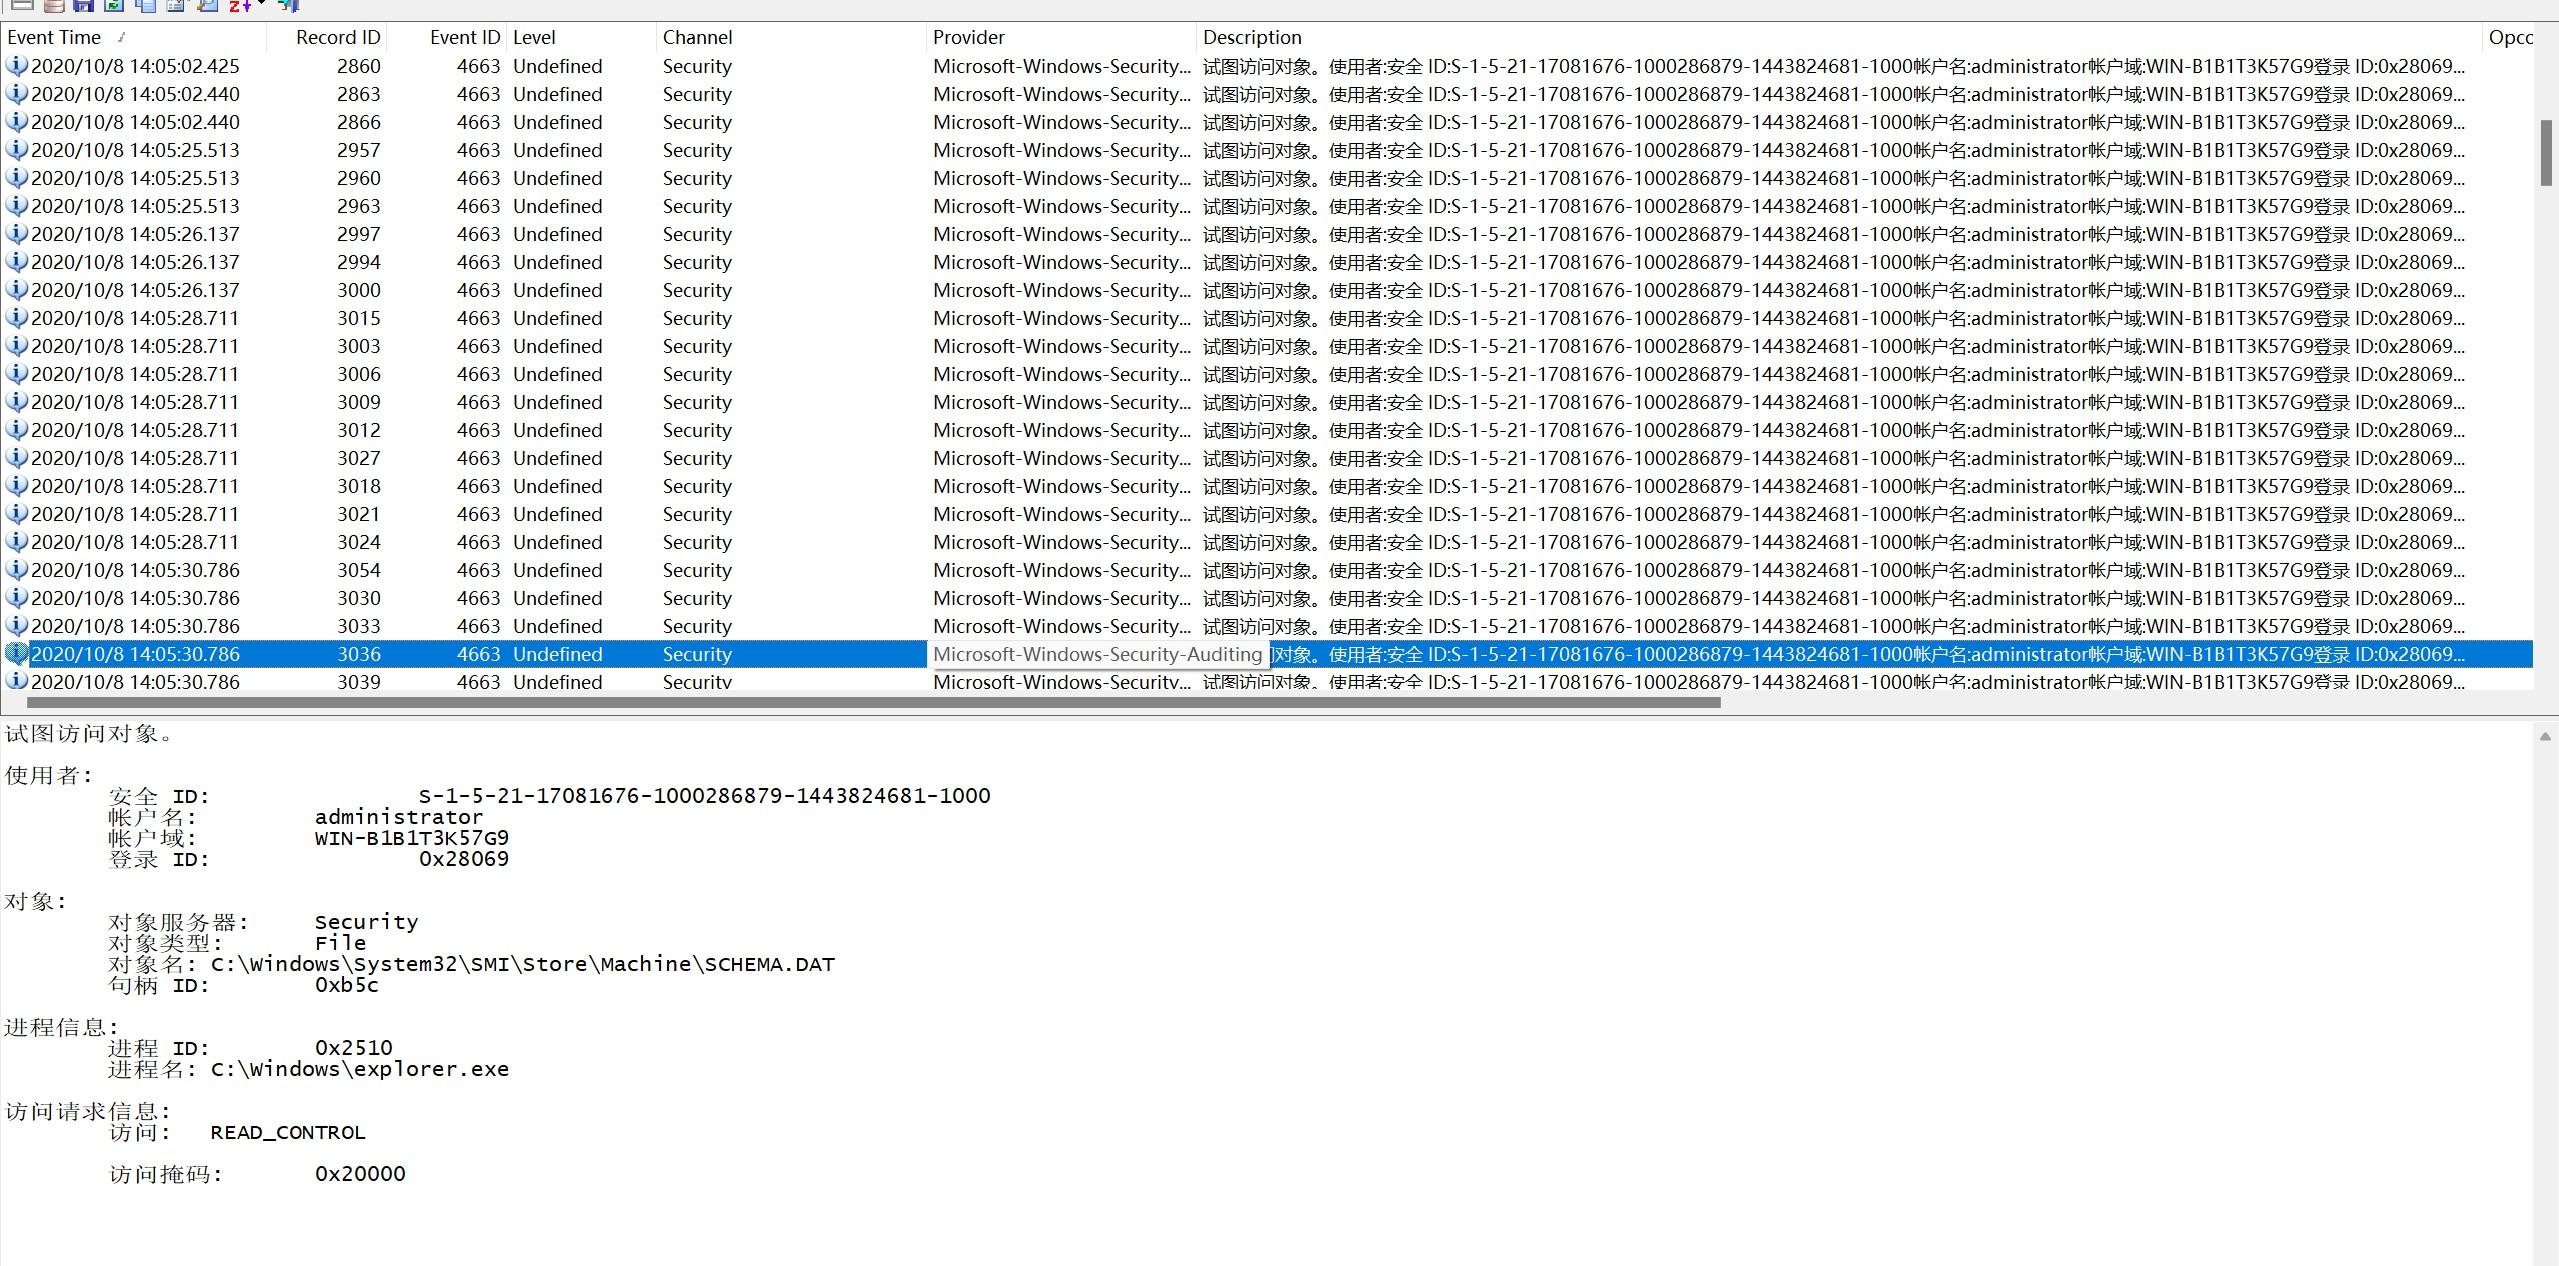 Event Time Record ID Event ID Level Channel Provider Description Opco
2020/10/8 14:05:02.425 2860 4663 Undefined Security Microsoft-Windows-Security... 试图访问对象。使用者:安全 ID:S-1-5-21-17081676-1000286879-1443824681-1000帐户名:administrator帐户域:WIN-B1B1T3K57G9登录 ID:0x28069...
2020/10/8 14:05:02.440 2863 4663 Undefined Security Microsoft-Windows-Security... 试图访问对象。使用者:安全 ID:S-1-5-21-17081676-1000286879-1443824681-1000帐户名:administrator帐户域:WIN-B1B1T3K57G9登录 ID:0x28069...
2020/10/8 14:05:02.440 2866 4663 Undefined Security Microsoft-Windows-Security... 试图访问对象。使用者:安全 ID:S-1-5-21-17081676-1000286879-1443824681-1000帐户名:administrator帐户域:WIN-B1B1T3K57G9登录 ID:0x28069...
2020/10/8 14:05:25.513 2957 4663 Undefined Security Microsoft-Windows-Security... 试图访问对象。使用者:安全 ID:S-1-5-21-17081676-1000286879-1443824681-1000帐户名:administrator帐户域:WIN-B1B1T3K57G9登录 ID:0x28069...
2020/10/8 14:05:25.513 2960 4663 Undefined Security Microsoft-Windows-Security... 试图访问对象。使用者:安全 ID:S-1-5-21-17081676-1000286879-1443824681-1000帐户名:administrator帐户域:WIN-B1B1T3K57G9登录 ID:0x28069...
2020/10/8 14:05:25.513 2963 4663 Undefined Security Microsoft-Windows-Security... 试图访问对象。使用者:安全 ID:S-1-5-21-17081676-1000286879-1443824681-1000帐户名:administrator帐户域:WIN-B1B1T3K57G9登录 ID:0x28069...
2020/10/8 14:05:26.137 2997 4663 Undefined Security Microsoft-Windows-Security... 试图访问对象。使用者:安全 ID:S-1-5-21-17081676-1000286879-1443824681-1000帐户名:administrator帐户域:WIN-B1B1T3K57G9登录 ID:0x28069...
2020/10/8 14:05:26.137 2994 4663 Undefined Security Microsoft-Windows-Security... 试图访问对象。使用者:安全 ID:S-1-5-21-17081676-1000286879-1443824681-1000帐户名:administrator帐户域:WIN-B1B1T3K57G9登录 ID:0x28069...
2020/10/8 14:05:26.137 3000 4663 Undefined Security Microsoft-Windows-Security... 试图访问对象。使用者:安全 ID:S-1-5-21-17081676-1000286879-1443824681-1000帐户名:administrator帐户域:WIN-B1B1T3K57G9登录 ID:0x28069...
2020/10/8 14:05:28.711 3015 4663 Undefined Security Microsoft-Windows-Security... 试图访问对象。使用者:安全 ID:S-1-5-21-17081676-1000286879-1443824681-1000帐户名:administrator帐户域:WIN-B1B1T3K57G9登录 ID:0x28069...
2020/10/8 14:05:28.711 3003 4663 Undefined Security Microsoft-Windows-Security... 试图访问对象。使用者:安全 ID:S-1-5-21-17081676-1000286879-1443824681-1000帐户名:administrator帐户域:WIN-B1B1T3K57G9登录 ID:0x28069...
2020/10/8 14:05:28.711 3006 4663 Undefined Security Microsoft-Windows-Security... 试图访问对象。使用者:安全 ID:S-1-5-21-17081676-1000286879-1443824681-1000帐户名:administrator帐户域:WIN-B1B1T3K57G9登录 ID:0x28069...
2020/10/8 14:05:28.711 3009 4663 Undefined Security Microsoft-Windows-Security... 试图访问对象。使用者:安全 ID:S-1-5-21-17081676-1000286879-1443824681-1000帐户名:administrator帐户域:WIN-B1B1T3K57G9登录 ID:0x28069...
2020/10/8 14:05:28.711 3012 4663 Undefined Security Microsoft-Windows-Security... 试图访问对象。使用者:安全 ID:S-1-5-21-17081676-1000286879-1443824681-1000帐户名:administrator帐户域:WIN-B1B1T3K57G9登录 ID:0x28069...
2020/10/8 14:05:28.711 3027 4663 Undefined Security Microsoft-Windows-Security... 试图访问对象。使用者:安全 ID:S-1-5-21-17081676-1000286879-1443824681-1000帐户名:administrator帐户域:WIN-B1B1T3K57G9登录 ID:0x28069...
2020/10/8 14:05:28.711 3018 4663 Undefined Security Microsoft-Windows-Security... 试图访问对象。使用者:安全 ID:S-1-5-21-17081676-1000286879-1443824681-1000帐户名:administrator帐户域:WIN-B1B1T3K57G9登录 ID:0x28069...
2020/10/8 14:05:28.711 3021 4663 Undefined Security Microsoft-Windows-Security... 试图访问对象。使用者:安全 ID:S-1-5-21-17081676-1000286879-1443824681-1000帐户名:administrator帐户域:WIN-B1B1T3K57G9登录 ID:0x28069...
2020/10/8 14:05:28.711 3024 4663 Undefined Security Microsoft-Windows-Security... 试图访问对象。使用者:安全 ID:S-1-5-21-17081676-1000286879-1443824681-1000帐户名:administrator帐户域:WIN-B1B1T3K57G9登录 ID:0x28069...
2020/10/8 14:05:30.786 3054 4663 Undefined Security Microsoft-Windows-Security... 试图访问对象。使用者:安全 ID:S-1-5-21-17081676-1000286879-1443824681-1000帐户名:administrator帐户域:WIN-B1B1T3K57G9登录 ID:0x28069...
2020/10/8 14:05:30.786 3030 4663 Undefined Security Microsoft-Windows-Security... 试图访问对象。使用者:安全 ID:S-1-5-21-17081676-1000286879-1443824681-1000帐户名:administrator帐户域:WIN-B1B1T3K57G9登录 ID:0x28069...
2020/10/8 14:05:30.786 3033 4663 Undefined Security Microsoft-Windows-Security... 试图访问对象。使用者:安全 ID:S-1-5-21-17081676-1000286879-1443824681-1000帐户名:administrator帐户域:WIN-B1B1T3K57G9登录 ID:0x28069...
2020/10/8 14:05:30.786 3036 4663 Undefined Security Microsoft-Windows-Security-Auditing 对象。使用者:安全 ID:S-1-5-21-17081676-1000286879-1443824681-1000帐户名:administrator帐户域:WIN-B1B1T3K57G9登录 ID:0x28069...
2020/10/8 14:05:30.786 3039 4663 Undefined Security Microsoft-Windows-Security... 试图访问对象。使用者:安全 ID:S-1-5-21-17081676-1000286879-1443824681-1000帐户名:administrator帐户域:WIN-B1B1T3K57G9登录 ID:0x28069...
试图访问对象。
使用者:
安全 ID: S-1-5-21-17081676-1000286879-1443824681-1000
帐户名: administrator
帐户域: WIN-B1B1T3K57G9
登录 ID: 0x28069
对象:
对象服务器: Security
对象类型: File
对象名: C:\Windows\System32\SMI\Store\Machine\SCHEMA.DAT
句柄 ID: 0xb5c
进程信息:
进程 ID: 0x2510
进程名: C:\Windows\explorer.exe
访问请求信息:
访问: READ_CONTROL
访问掩码: 0x20000